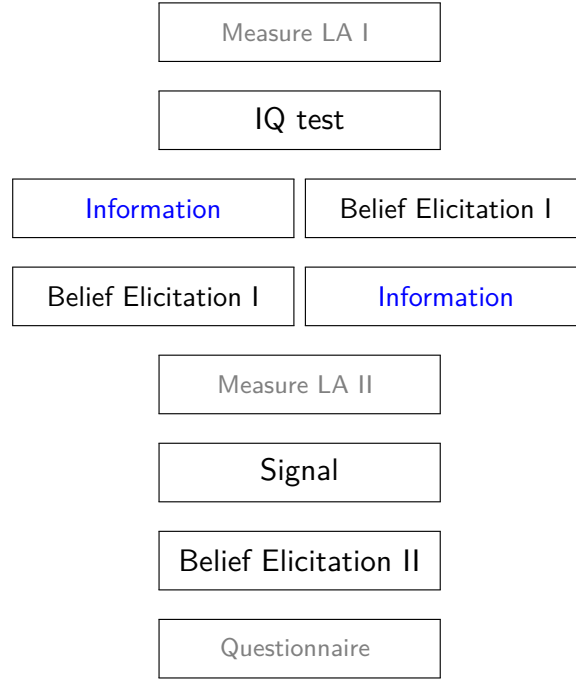 Measure LA I
IQ test
Information
Belief Elicitation I
Belief Elicitation I
Information
Measure LA II
Signal
Belief Elicitation II
Questionnaire